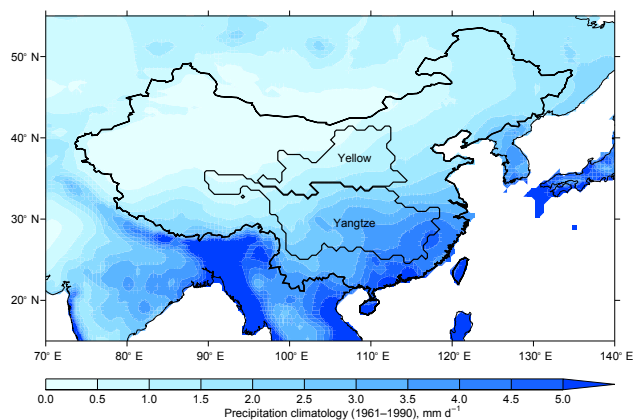 50° N
40° N
30° N
20° N
Yellow
Yangtze
70° E 80° E 90° E 100° E 110° E 120° E 130° E 140° E
0.0 0.5 1.0 1.5 2.0 2.5 3.0 3.5 4.0 4.5 5.0
Precipitation climatology (1961–1990), mm d⁻¹